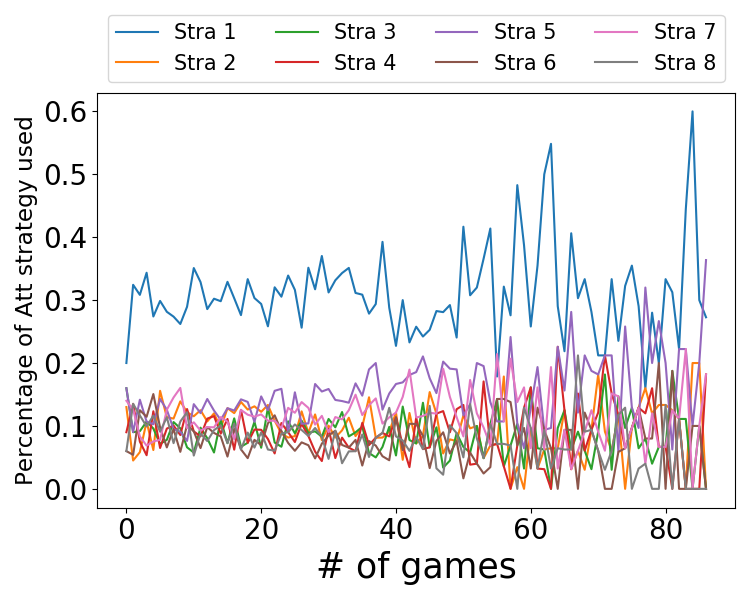 Stra 1 Stra 3 Stra 5 Stra 7
Stra 2 Stra 4 Stra 6 Stra 8
Percentage of Att strategy used
0.6
0.5
0.4
0.3
0.2
0.1
0.0
0 20 40 60 80
# of games